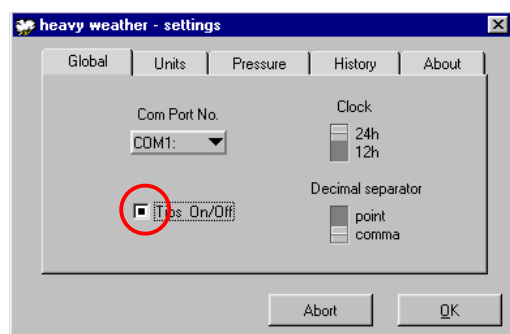 heavy weather - settings
Global Units Pressure History About
Com Port No.
COM1:
Tips On/Off
Clock
24h
12h
Decimal separator
point
comma
Abort OK